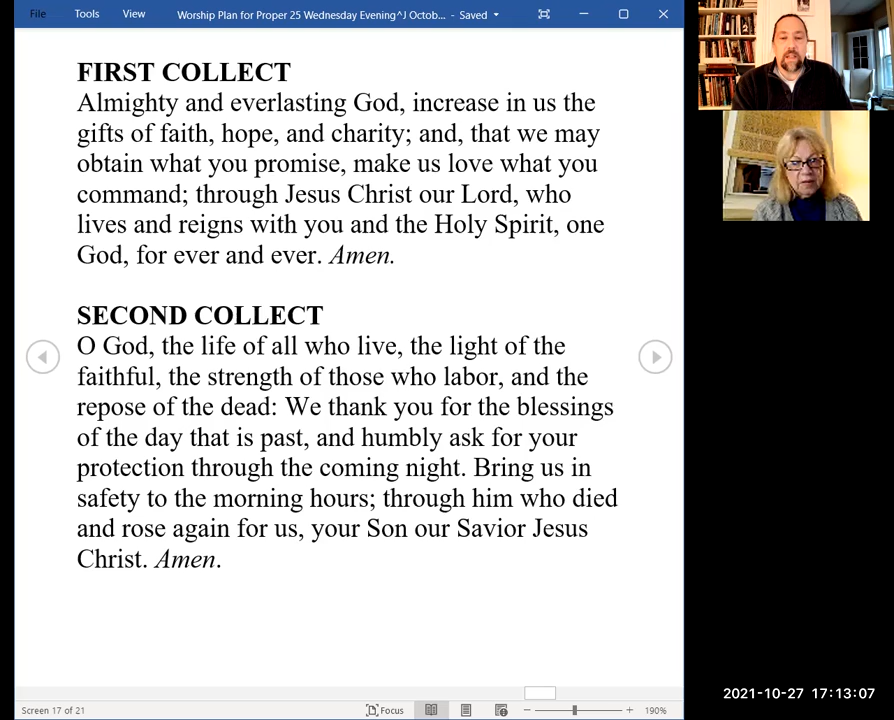 File Tools View Worship Plan for Proper 25 Wednesday Evening^J Octob... - Saved
FIRST COLLECT
Almighty and everlasting God, increase in us the
gifts of faith, hope, and charity; and, that we may
obtain what you promise, make us love what you
command; through Jesus Christ our Lord, who
lives and reigns with you and the Holy Spirit, one
God, for ever and ever. Amen.
SECOND COLLECT
O God, the life of all who live, the light of the
faithful, the strength of those who labor, and the
repose of the dead: We thank you for the blessings
of the day that is past, and humbly ask for your
protection through the coming night. Bring us in
safety to the morning hours; through him who died
and rose again for us, your Son our Savior Jesus
Christ. Amen.
2021-10-27 17:13:07
Screen 17 of 21 Focus 190%